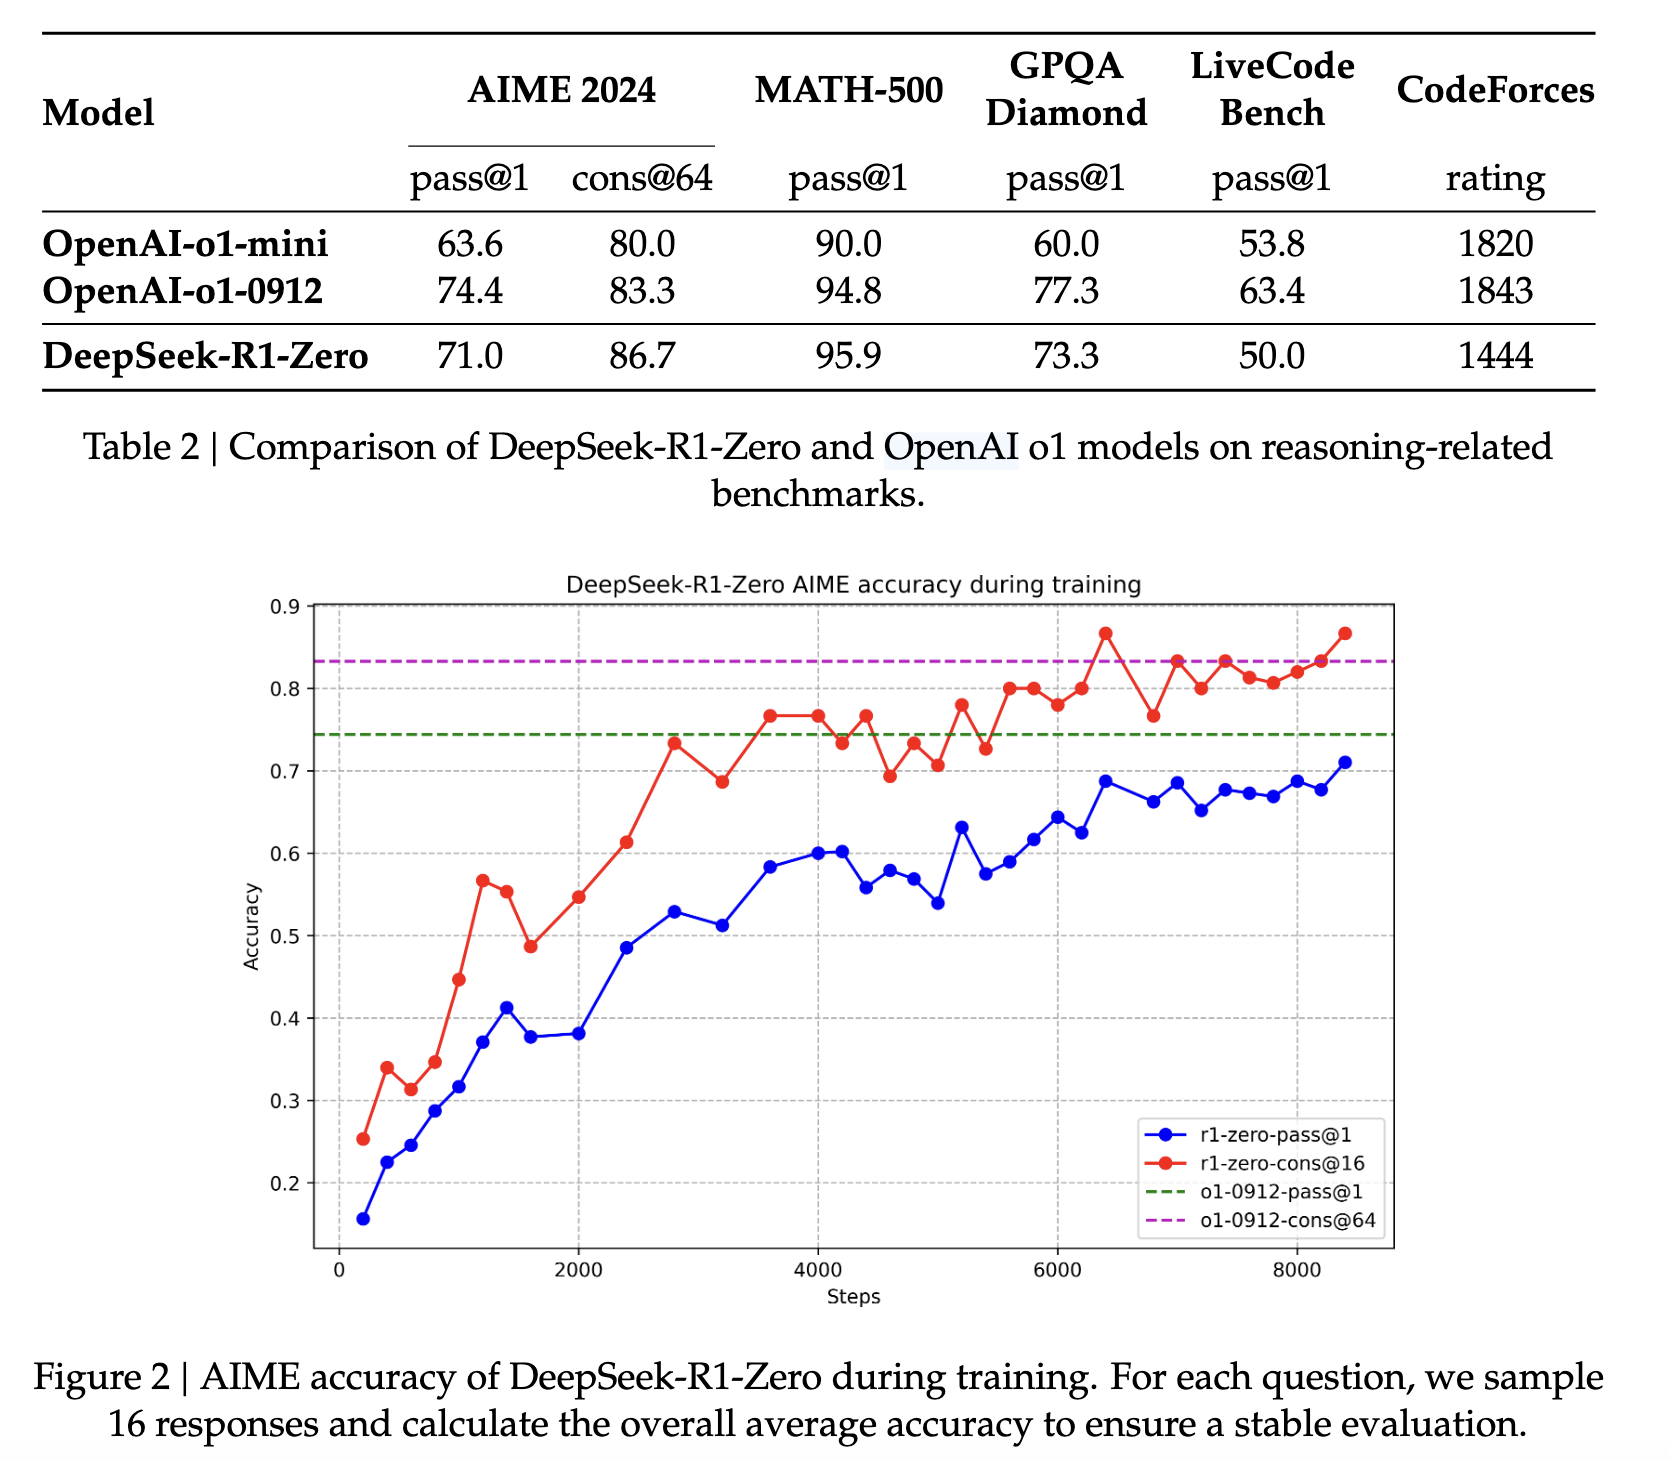 Model AIME 2024 MATH-500 GPQA Diamond LiveCode Bench CodeForces
pass@1 cons@64 pass@1 pass@1 pass@1 rating
OpenAI-o1-mini 63.6 80.0 90.0 60.0 53.8 1820
OpenAI-o1-0912 74.4 83.3 94.8 77.3 63.4 1843
DeepSeek-R1-Zero 71.0 86.7 95.9 73.3 50.0 1444
Table 2 | Comparison of DeepSeek-R1-Zero and OpenAI o1 models on reasoning-related
benchmarks.
DeepSeek-R1-Zero AIME accuracy during training
0.9
0.8
0.7
0.6
0.5
0.4
0.3
0.2
Accuracy
r1-zero-pass@1
r1-zero-cons@16
o1-0912-pass@1
o1-0912-cons@64
0 2000 4000 6000 8000
Steps
Figure 2 | AIME accuracy of DeepSeek-R1-Zero during training. For each question, we sample
16 responses and calculate the overall average accuracy to ensure a stable evaluation.